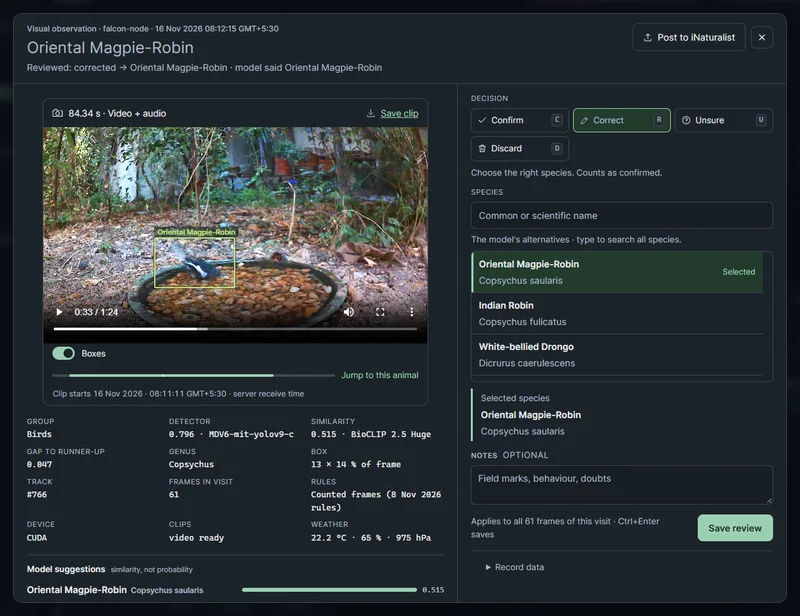 Visual observation · falcon-node · 16 Nov 2026 08:12:15 GMT+5:30
Oriental Magpie-Robin
Reviewed: corrected → Oriental Magpie-Robin · model said Oriental Magpie-Robin
Post to iNaturalist
84.34 s · Video + audio
Save clip
Oriental Magpie-Robin
0:33 / 1:24
Boxes
Jump to this animal
Clip starts 16 Nov 2026 · 08:11:11 GMT+5:30 · server receive time
GROUP
Birds
DETECTOR
0.796 · MDV6-mit-yolov9-c
SIMILARITY
0.515 · BioCLIP 2.5 Huge
GAP TO RUNNER-UP
0.047
GENUS
Copsychus
BOX
13 × 14 % of frame
TRACK
#766
FRAMES IN VISIT
61
RULES
Counted frames (8 Nov 2026
rules)
DEVICE
CUDA
CLIPS
video ready
WEATHER
22.2 °C · 65 % · 975 hPa
Model suggestions similarity, not probability
Oriental Magpie-Robin Copsychus saularis 0.515
DECISION
Confirm C
Correct R
Unsure U
Discard D
Choose the right species. Counts as confirmed.
SPECIES
Common or scientific name
The model's alternatives · type to search all species.
Oriental Magpie-Robin
Copsychus saularis
Selected
Indian Robin
Copsychus fulicatus
White-bellied Drongo
Dicrurus caerulescens
Selected species
Oriental Magpie-Robin
Copsychus saularis
NOTES OPTIONAL
Field marks, behaviour, doubts
Applies to all 61 frames of this visit · Ctrl+Enter
saves
Save review
Record data